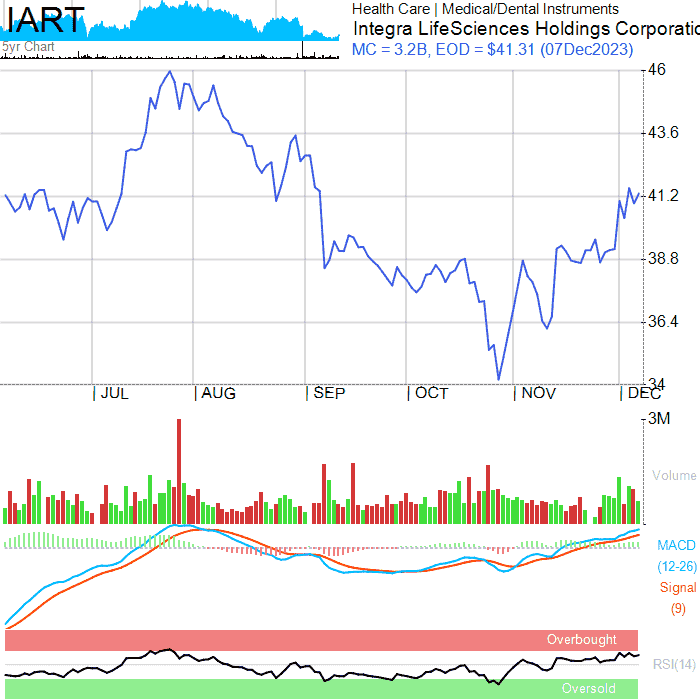 IART
5yr Chart
Health Care | Medical/Dental Instruments
Integra LifeSciences Holdings Corporatio
MC = 3.2B, EOD = $41.31 (07Dec2023)
46
43.6
41.2
38.8
36.4
34
JUL AUG SEP OCT NOV DEC
3M
Volume
MACD
(12-26)
Signal
(9)
Overbought
RSI(14)
Oversold